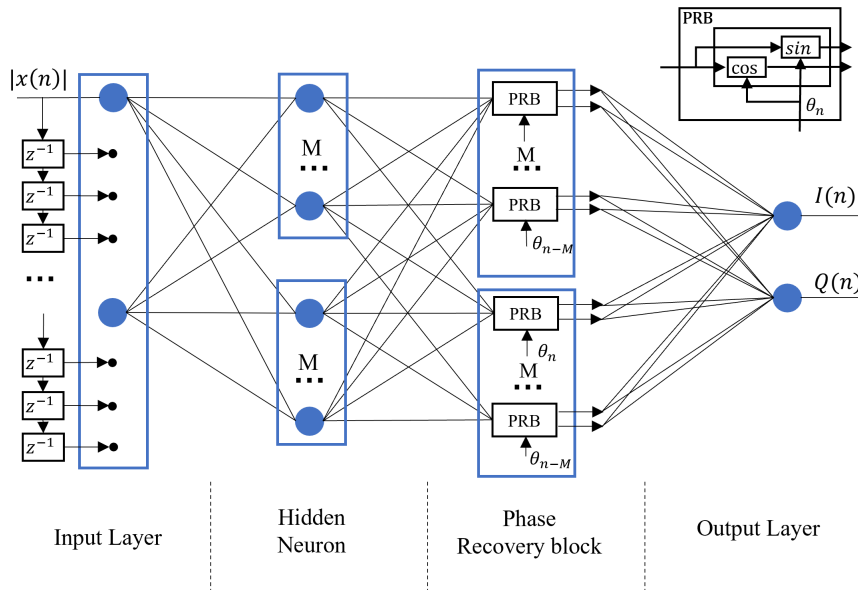 PRB
sin
cos
θₙ
|x(n)|
z⁻¹
z⁻¹
z⁻¹
...
z⁻¹
z⁻¹
z⁻¹
M
...
M
...
PRB
M
...
PRB
θₙ₋M
PRB
θₙ
M
...
PRB
θₙ₋M
I(n)
Q(n)
Input Layer
Hidden
Neuron
Phase
Recovery block
Output Layer